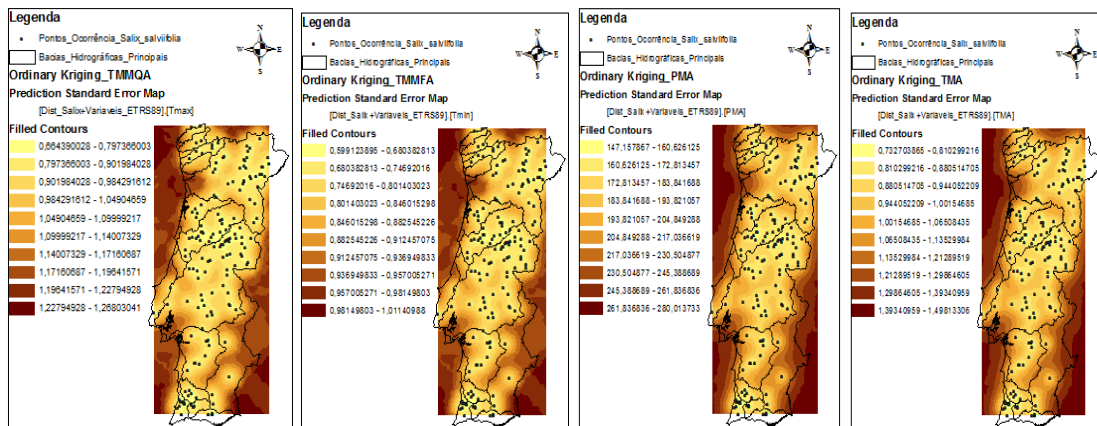 Legenda
Pontos_Ocorrência_Salix_salviifolia
Bacias_Hidrográficas_Principais
Ordinary Kriging_TMMQA
Prediction Standard Error Map
[Dist_Salix+Variaveis_ETRS89].[Tmax]
Filled Contours
0,664390028 - 0,797366003
0,797366003 - 0,901984028
0,901984028 - 0,984291612
0,984291612 - 1,04904659
1,04904659 - 1,09999217
1,09999217 - 1,14007329
1,14007329 - 1,17160687
1,17160687 - 1,19641571
1,19641571 - 1,22794928
1,22794928 - 1,26803041
N
W
E
S
Legenda
Pontos_Ocorrência_Salix_salviifolia
Bacias_Hidrográficas_Principais
Ordinary Kriging_TMMFA
Prediction Standard Error Map
[Dist_Salix+Variaveis_ETRS89].[Tmin]
Filled Contours
0,599123895 - 0,680382813
0,680382813 - 0,74692016
0,74692016 - 0,801403023
0,801403023 - 0,846015298
0,846015298 - 0,882545226
0,882545226 - 0,912457075
0,912457075 - 0,936949833
0,936949833 - 0,957005271
0,957005271 - 0,98149803
0,98149803 - 1,01140988
N
W
E
S
Legenda
Pontos_Ocorrência_Salix_salviifolia
Bacias_Hidrográficas_Principais
Ordinary Kriging_PMA
Prediction Standard Error Map
[Dist_Salix+Variaveis_ETRS89].[PMA]
Filled Contours
147,157867 - 160,626125
160,626125 - 172,813457
172,813457 - 183,841688
183,841688 - 193,821057
193,821057 - 204,849288
204,849288 - 217,036619
217,036619 - 230,504877
230,504877 - 245,388689
245,388689 - 261,836836
261,836836 - 280,013733
N
W
E
S
Legenda
Pontos_Ocorrência_Salix_salviifolia
Bacias_Hidrográficas_Principais
Ordinary Kriging_TMA
Prediction Standard Error Map
[Dist_Salix+Variaveis_ETRS89].[TMA]
Filled Contours
0,732703865 - 0,810299216
0,810299216 - 0,880514705
0,880514705 - 0,944052209
0,944052209 - 1,00154685
1,00154685 - 1,06508435
1,06508435 - 1,13529984
1,13529984 - 1,21289519
1,21289519 - 1,29864605
1,29864605 - 1,39340959
1,39340959 - 1,49813306
N
W
E
S